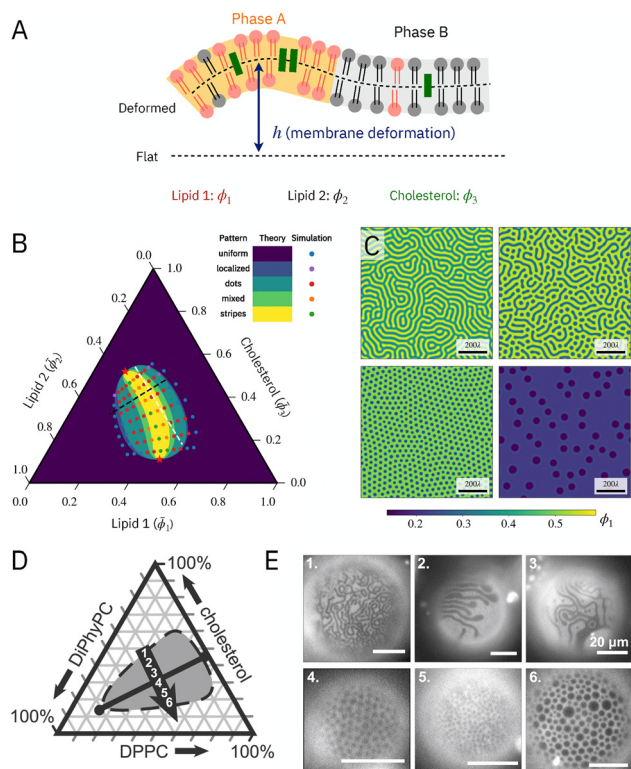 A
Phase A
Phase B
Deformed
h (membrane deformation)
Flat
Lipid 1: ϕ₁
Lipid 2: ϕ₂
Cholesterol: ϕ₃
B
Pattern Theory Simulation
uniform
localized
dots
mixed
stripes
0.0
1.0
0.2
0.8
0.4
0.6
0.6
0.4
0.8
0.2
1.0
0.0
0.0
0.2
0.4
0.6
0.8
1.0
Lipid 2 (ϕ̄₂)
Cholesterol (ϕ̄₃)
Lipid 1 (ϕ̄₁)
C
200λ
200λ
200λ
200λ
0.2 0.3 0.4 0.5 ϕ₁
D
100%
DiPhyPC
cholesterol
1
2
3
4
5
6
100%
DPPC
100%
E
1.
2.
3.
20 μm
4.
5.
6.